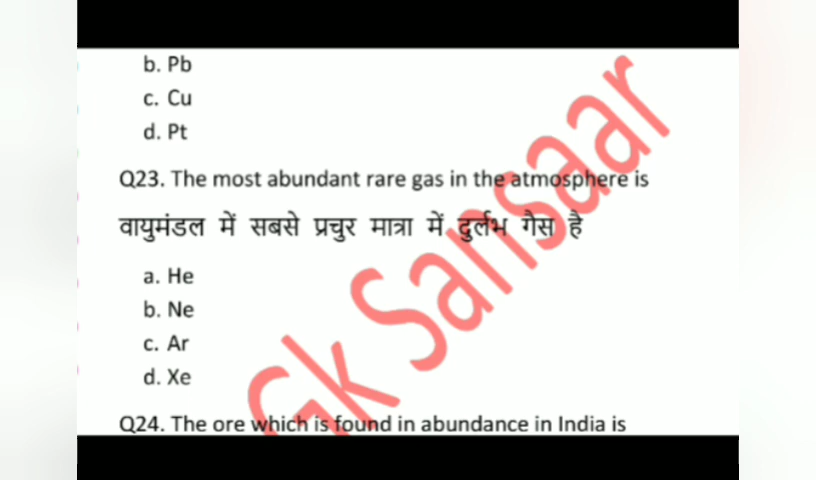 b. Pb
c. Cu
d. Pt
Q23. The most abundant rare gas in the atmosphere is
वायुमंडल में सबसे प्रचुर मात्रा में दुर्लभ गैस है
a. He
b. Ne
c. Ar
d. Xe
Q24. The ore which is found in abundance in India is
Gk Sansaar